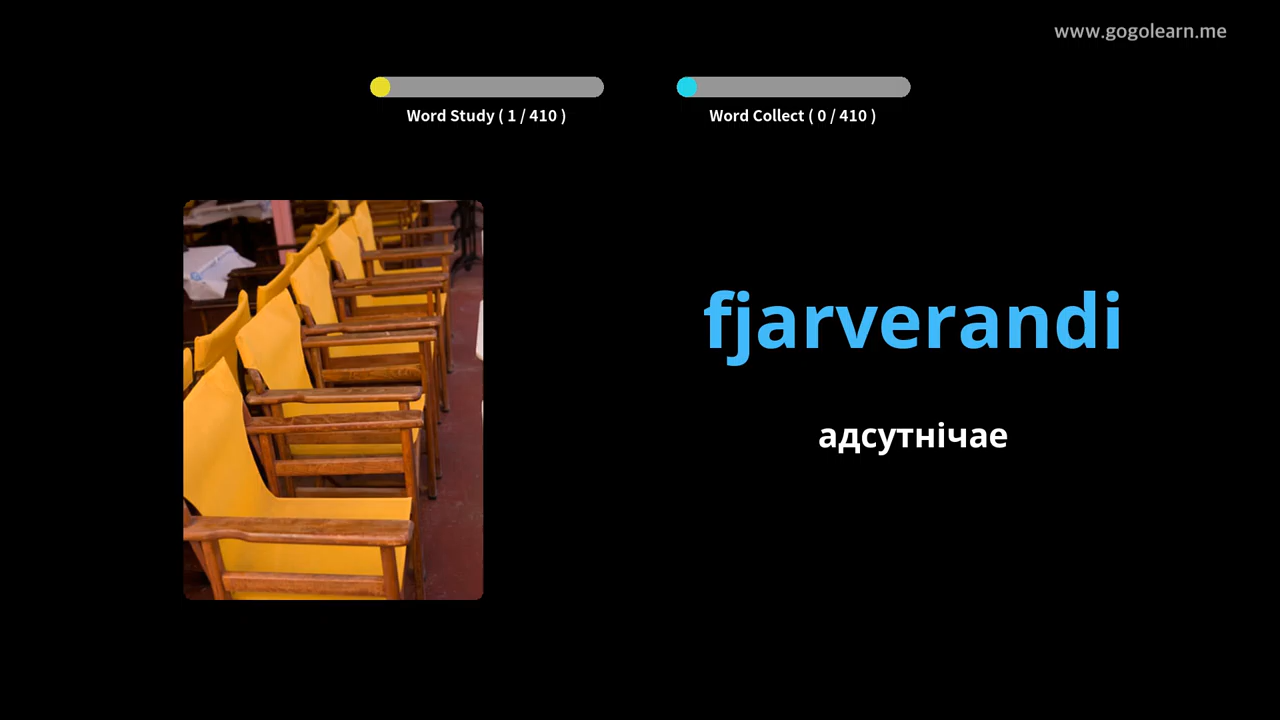 www.gogolearn.me
Word Study ( 1 / 410 )
Word Collect ( 0 / 410 )
fjarverandi
адсутнічае